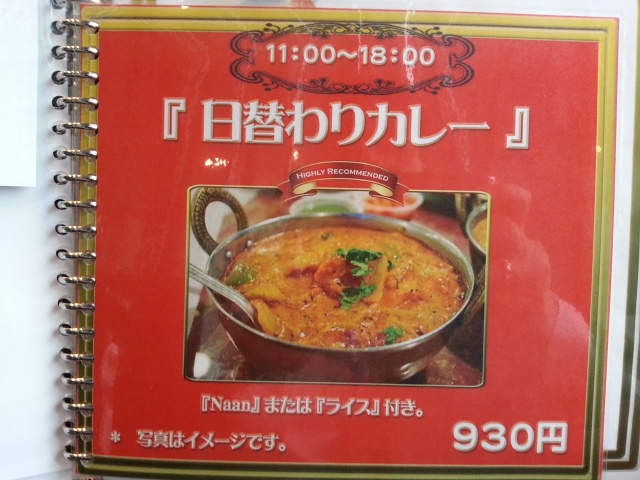 11:00～18:00
『 日替わりカレー 』
HIGHLY RECOMMENDED
『Naan』または『ライス』付き。
＊ 写真はイメージです。
930円